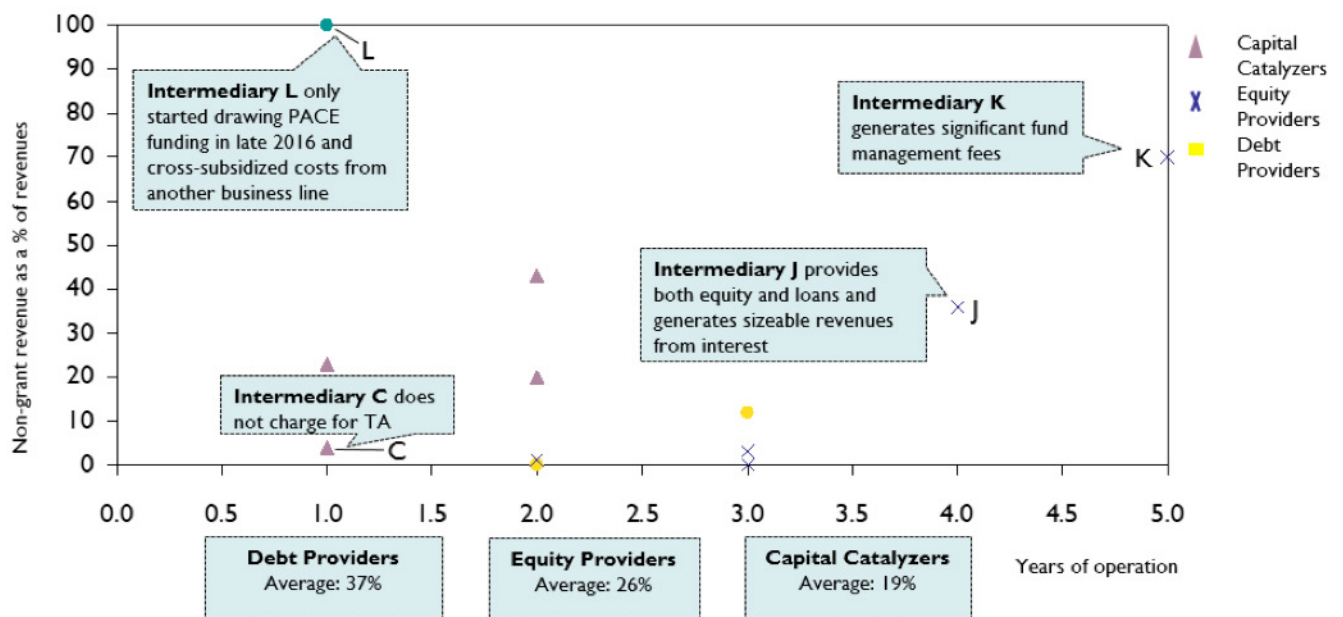 Non-grant revenue as a % of revenues
100
90
80
70
60
50
40
30
20
10
0
L
Intermediary L only
started drawing PACE
funding in late 2016 and
cross-subsidized costs from
another business line
Intermediary K
generates significant fund
management fees
K
Capital
Catalyzers
Equity
Providers
Debt
Providers
Intermediary J provides
both equity and loans and
generates sizeable revenues
from interest
J
Intermediary C does
not charge for TA
C
0.0 0.5 1.0 1.5 2.0 2.5 3.0 3.5 4.0 4.5 5.0
Debt Providers
Average: 37%
Equity Providers
Average: 26%
Capital Catalyzers
Average: 19%
Years of operation